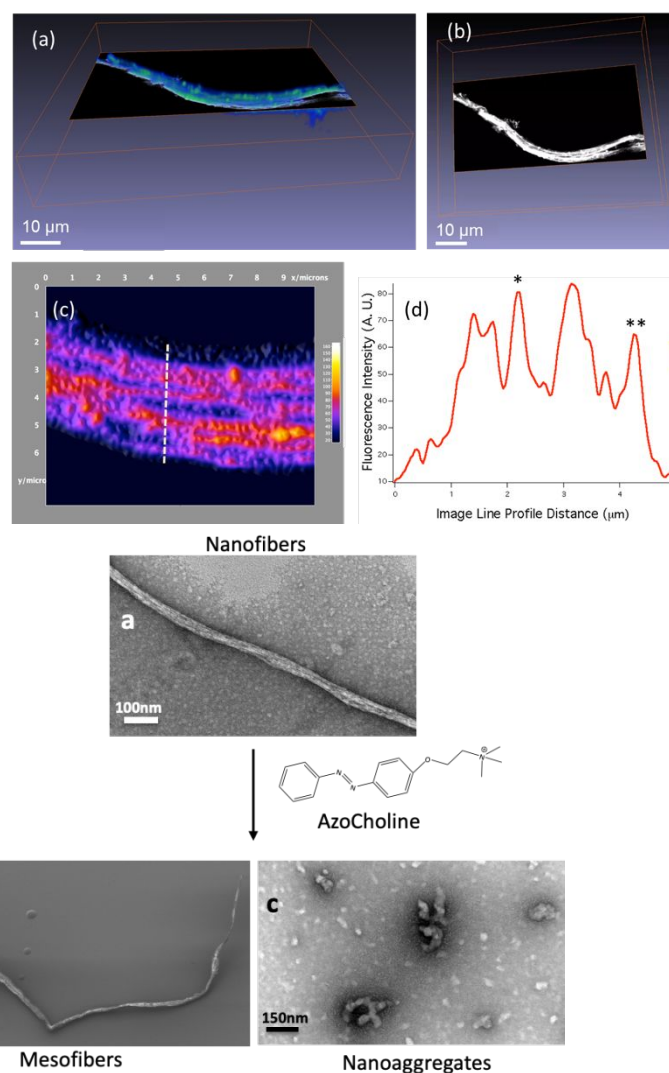 (a)
(b)
10 µm
10 µm
0 1 2 3 4 5 6 7 8 9 x/microns
0
(c)
1
2
3
4
5
6
y/micro
(d)
*
**
80
70
60
50
40
30
20
10
Fluorescence Intensity (A. U.)
0 1 2 3 4
Image Line Profile Distance (µm)
Nanofibers
a
100nm
N
N
O
N
⊕
AzoCholine
c
150nm
Mesofibers
Nanoaggregates